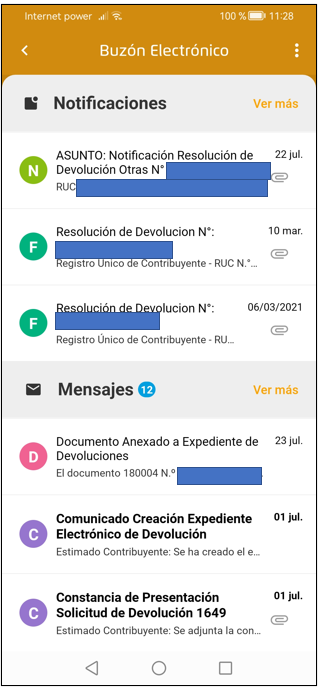 Internet power
100 %
11:28
Buzón Electrónico
Notificaciones
Ver más
N
ASUNTO: Notificación Resolución de
22 jul.
Devolución Otras N°
RUC
F
Resolución de Devolucion N°:
10 mar.
Registro Único de Contribuyente - RUC N.°...
F
Resolución de Devolucion N°:
06/03/2021
Registro Único de Contribuyente - RU...
Mensajes 12
Ver más
D
Documento Anexado a Expediente de
23 jul.
Devoluciones
El documento 180004 N.º
C
Comunicado Creación Expediente
01 jul.
Electrónico de Devolución
Estimado Contribuyente: Se ha creado el e...
C
Constancia de Presentación
01 jul.
Solicitud de Devolución 1649
Estimado Contribuyente: Se adjunta la con...